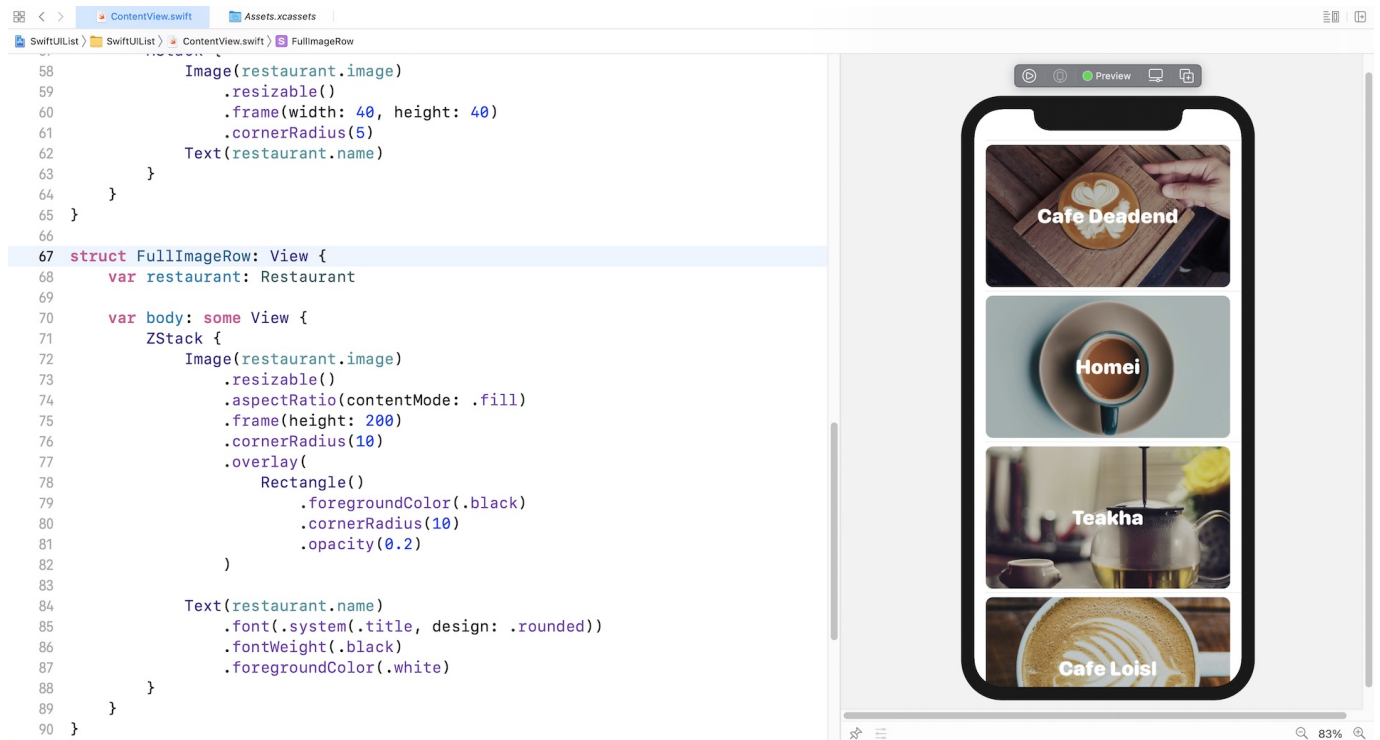 ContentView.swift
Assets.xcassets
SwiftUIList
SwiftUIList
ContentView.swift
FullImageRow
58 Image(restaurant.image)
59 .resizable()
60 .frame(width: 40, height: 40)
61 .cornerRadius(5)
62 Text(restaurant.name)
63 }
64 }
65 }
66
67 struct FullImageRow: View {
68 var restaurant: Restaurant
69
70 var body: some View {
71 ZStack {
72 Image(restaurant.image)
73 .resizable()
74 .aspectRatio(contentMode: .fill)
75 .frame(height: 200)
76 .cornerRadius(10)
77 .overlay(
78 Rectangle()
79 .foregroundColor(.black)
80 .cornerRadius(10)
81 .opacity(0.2)
82 )
83
84 Text(restaurant.name)
85 .font(.system(.title, design: .rounded))
86 .fontWeight(.black)
87 .foregroundColor(.white)
88 }
89 }
90 }
Preview
Cafe Deadend
Homei
Teakha
Cafe Loisl
83%